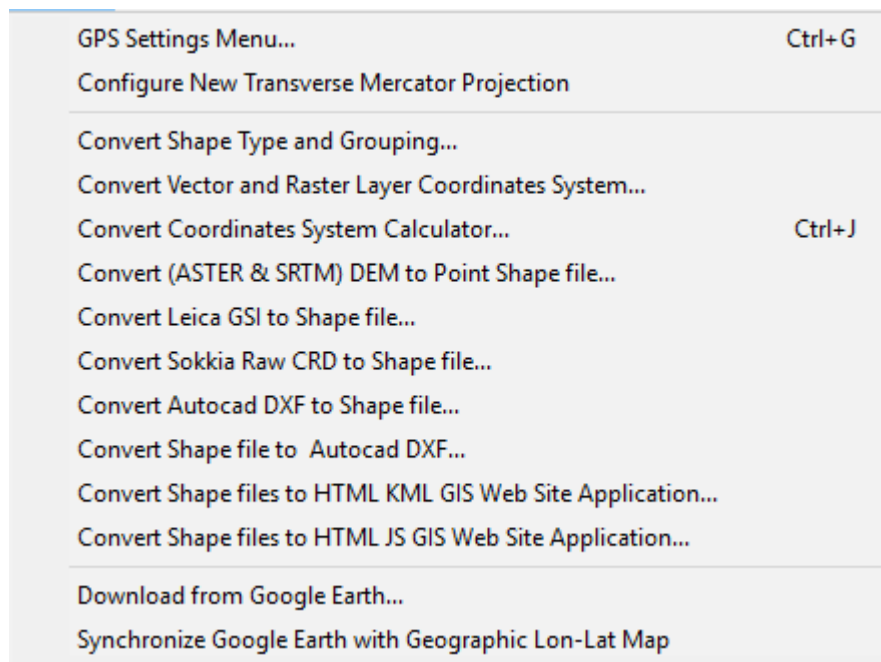 GPS Settings Menu... Ctrl+G
Configure New Transverse Mercator Projection
Convert Shape Type and Grouping...
Convert Vector and Raster Layer Coordinates System...
Convert Coordinates System Calculator... Ctrl+J
Convert (ASTER & SRTM) DEM to Point Shape file...
Convert Leica GSI to Shape file...
Convert Sokkia Raw CRD to Shape file...
Convert Autocad DXF to Shape file...
Convert Shape file to  Autocad DXF...
Convert Shape files to HTML KML GIS Web Site Application...
Convert Shape files to HTML JS GIS Web Site Application...
Download from Google Earth...
Synchronize Google Earth with Geographic Lon-Lat Map